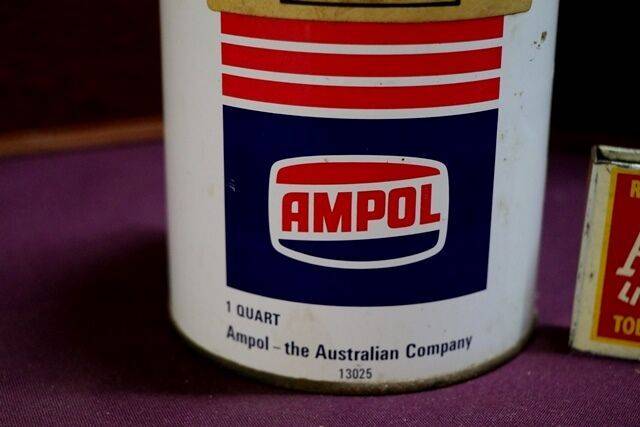 AMPOL
1 QUART
Ampol - the Australian Company
13025